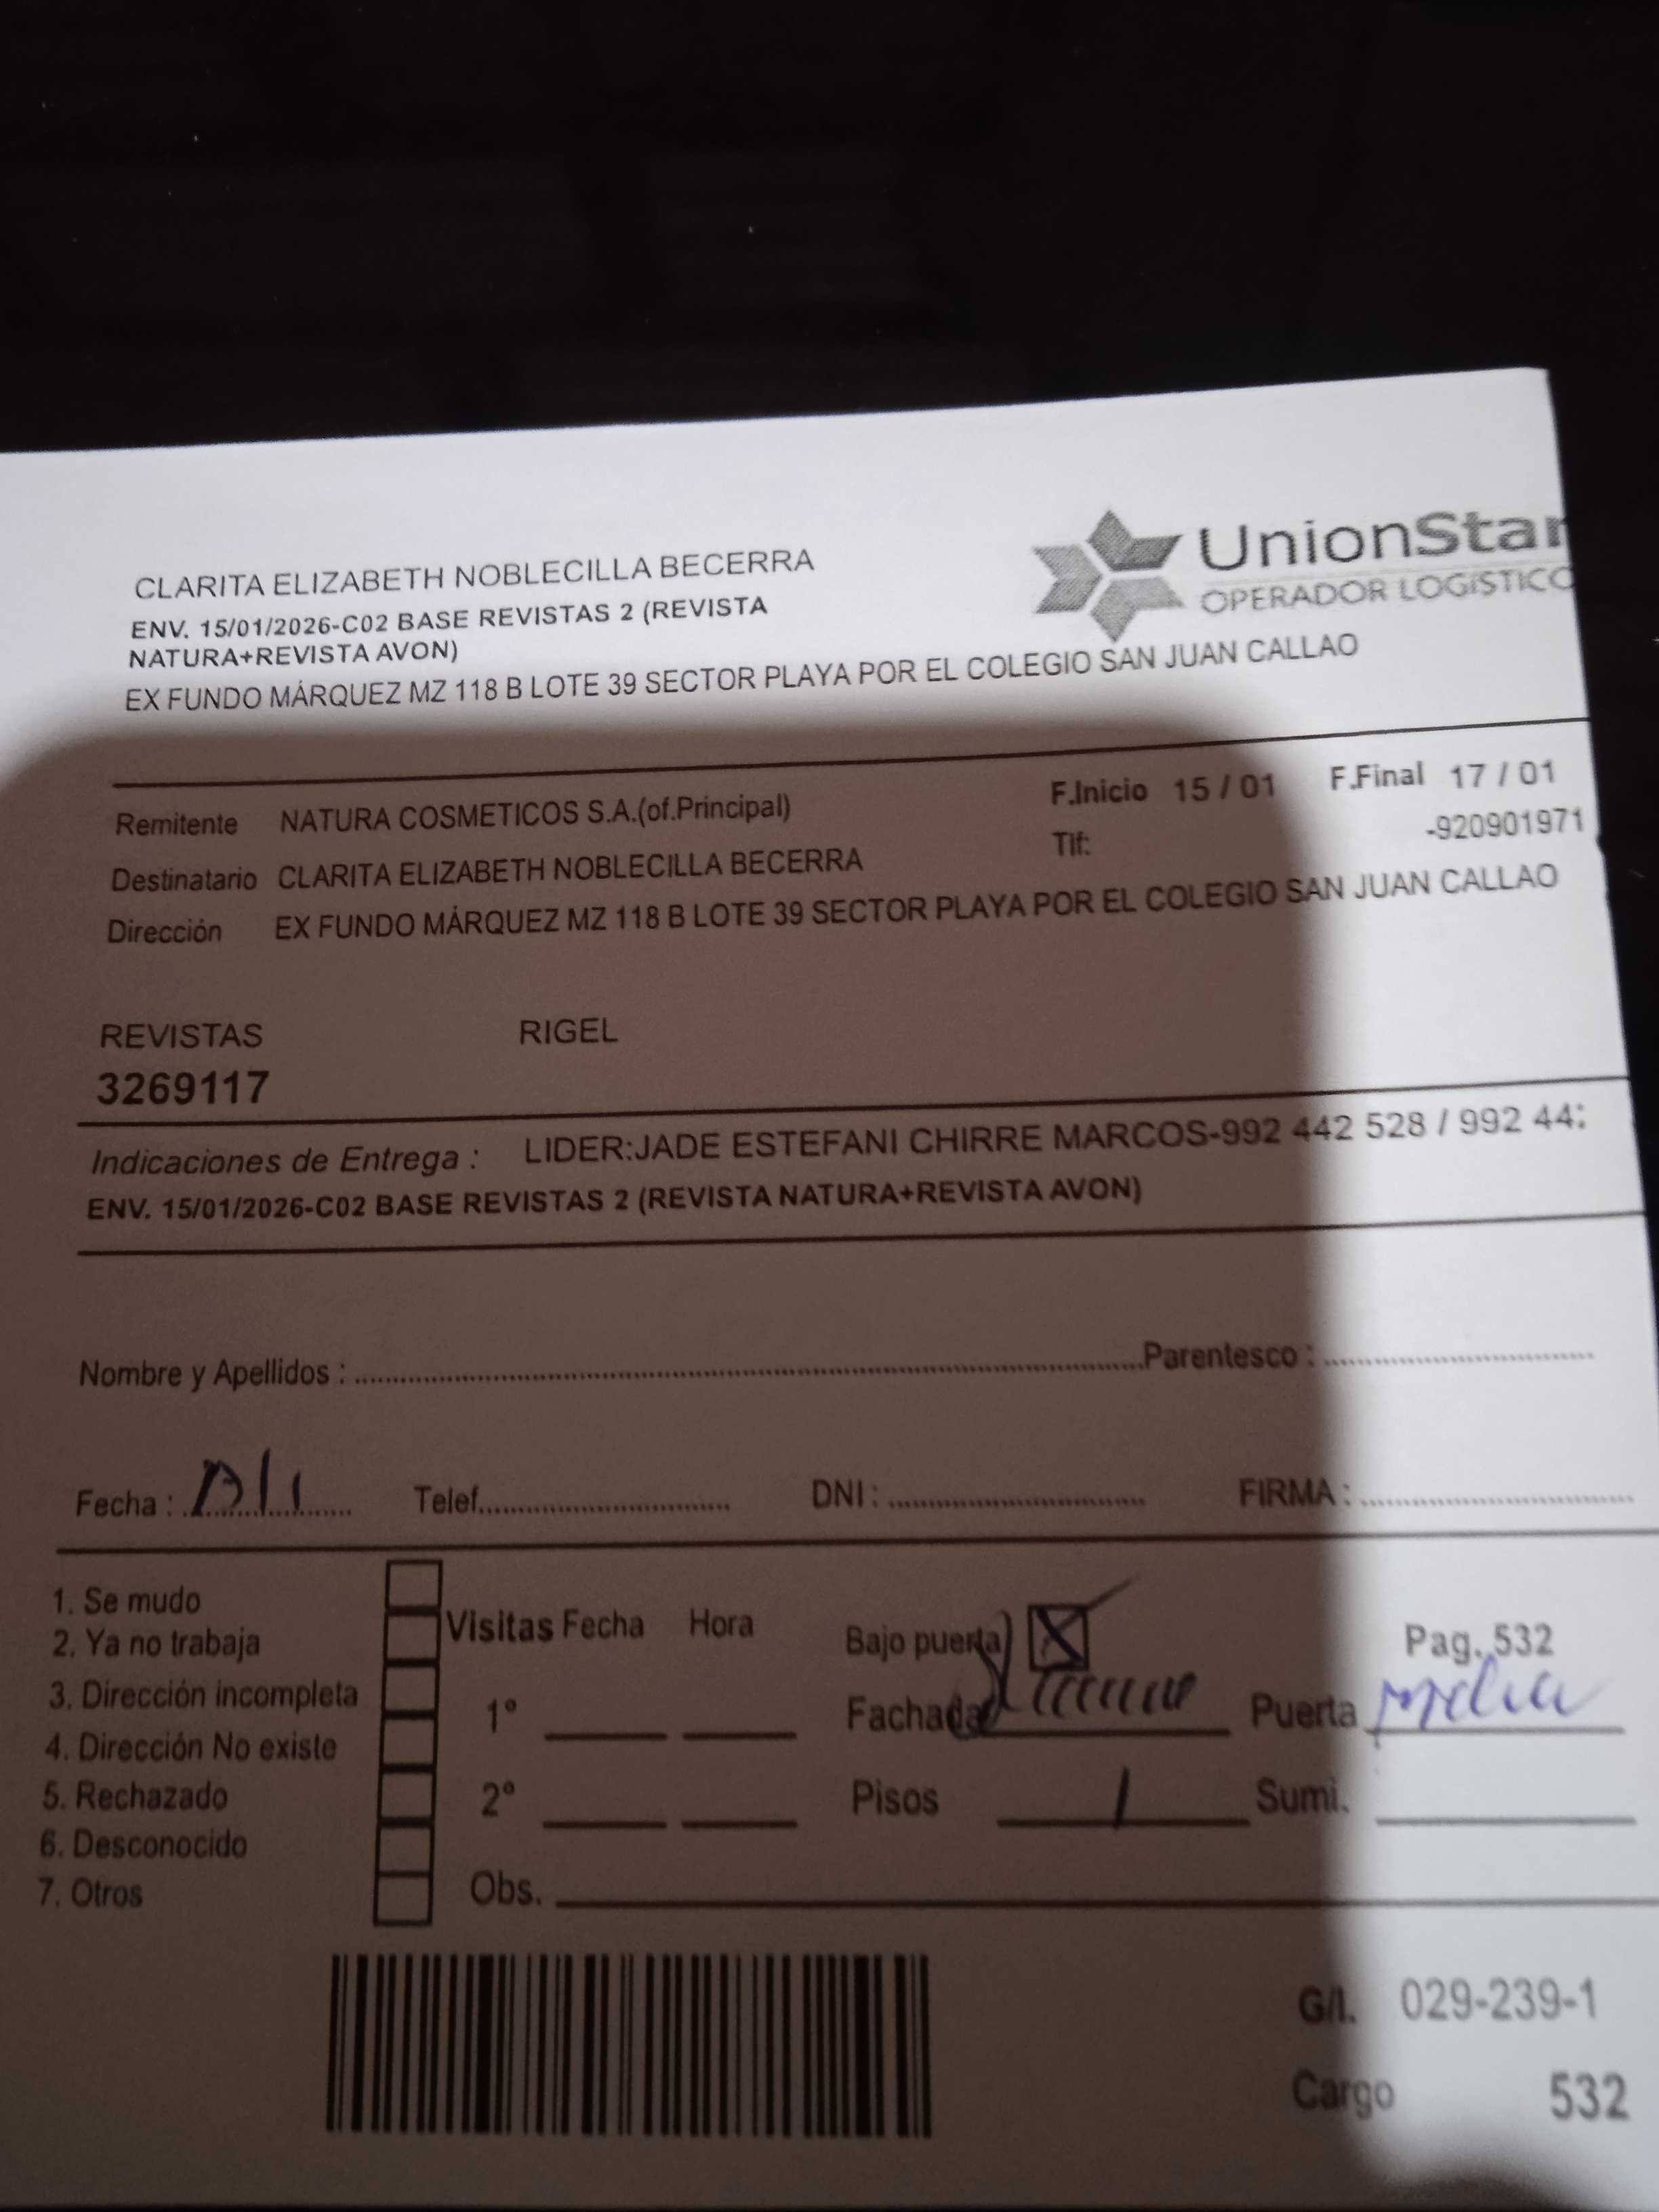 UnionStar
OPERADOR LOGÍSTICO
CLARITA ELIZABETH NOBLECILLA BECERRA
ENV. 15/01/2026-C02 BASE REVISTAS 2 (REVISTA
NATURA+REVISTA AVON)
EX FUNDO MÁRQUEZ MZ 118 B LOTE 39 SECTOR PLAYA POR EL COLEGIO SAN JUAN CALLAO
Remitente NATURA COSMETICOS S.A.(of.Principal) F.Inicio 15 / 01 F.Final 17 / 01
Destinatario CLARITA ELIZABETH NOBLECILLA BECERRA Tlf: -920901971
Dirección EX FUNDO MÁRQUEZ MZ 118 B LOTE 39 SECTOR PLAYA POR EL COLEGIO SAN JUAN CALLAO
REVISTAS RIGEL
3269117
Indicaciones de Entrega : LIDER:JADE ESTEFANI CHIRRE MARCOS-992 442 528 / 992 44
ENV. 15/01/2026-C02 BASE REVISTAS 2 (REVISTA NATURA+REVISTA AVON)
Nombre y Apellidos : Parentesco :
Fecha : Telef. DNI : FIRMA :
1. Se mudo
2. Ya no trabaja
3. Dirección incompleta
4. Dirección No existe
5. Rechazado
6. Desconocido
7. Otros
Visitas Fecha Hora
1°
2°
Obs.
Bajo puerta X Pag. 532
Fachada Puerta
Pisos 1 Sumi.
G/I. 029-239-1
Cargo 532